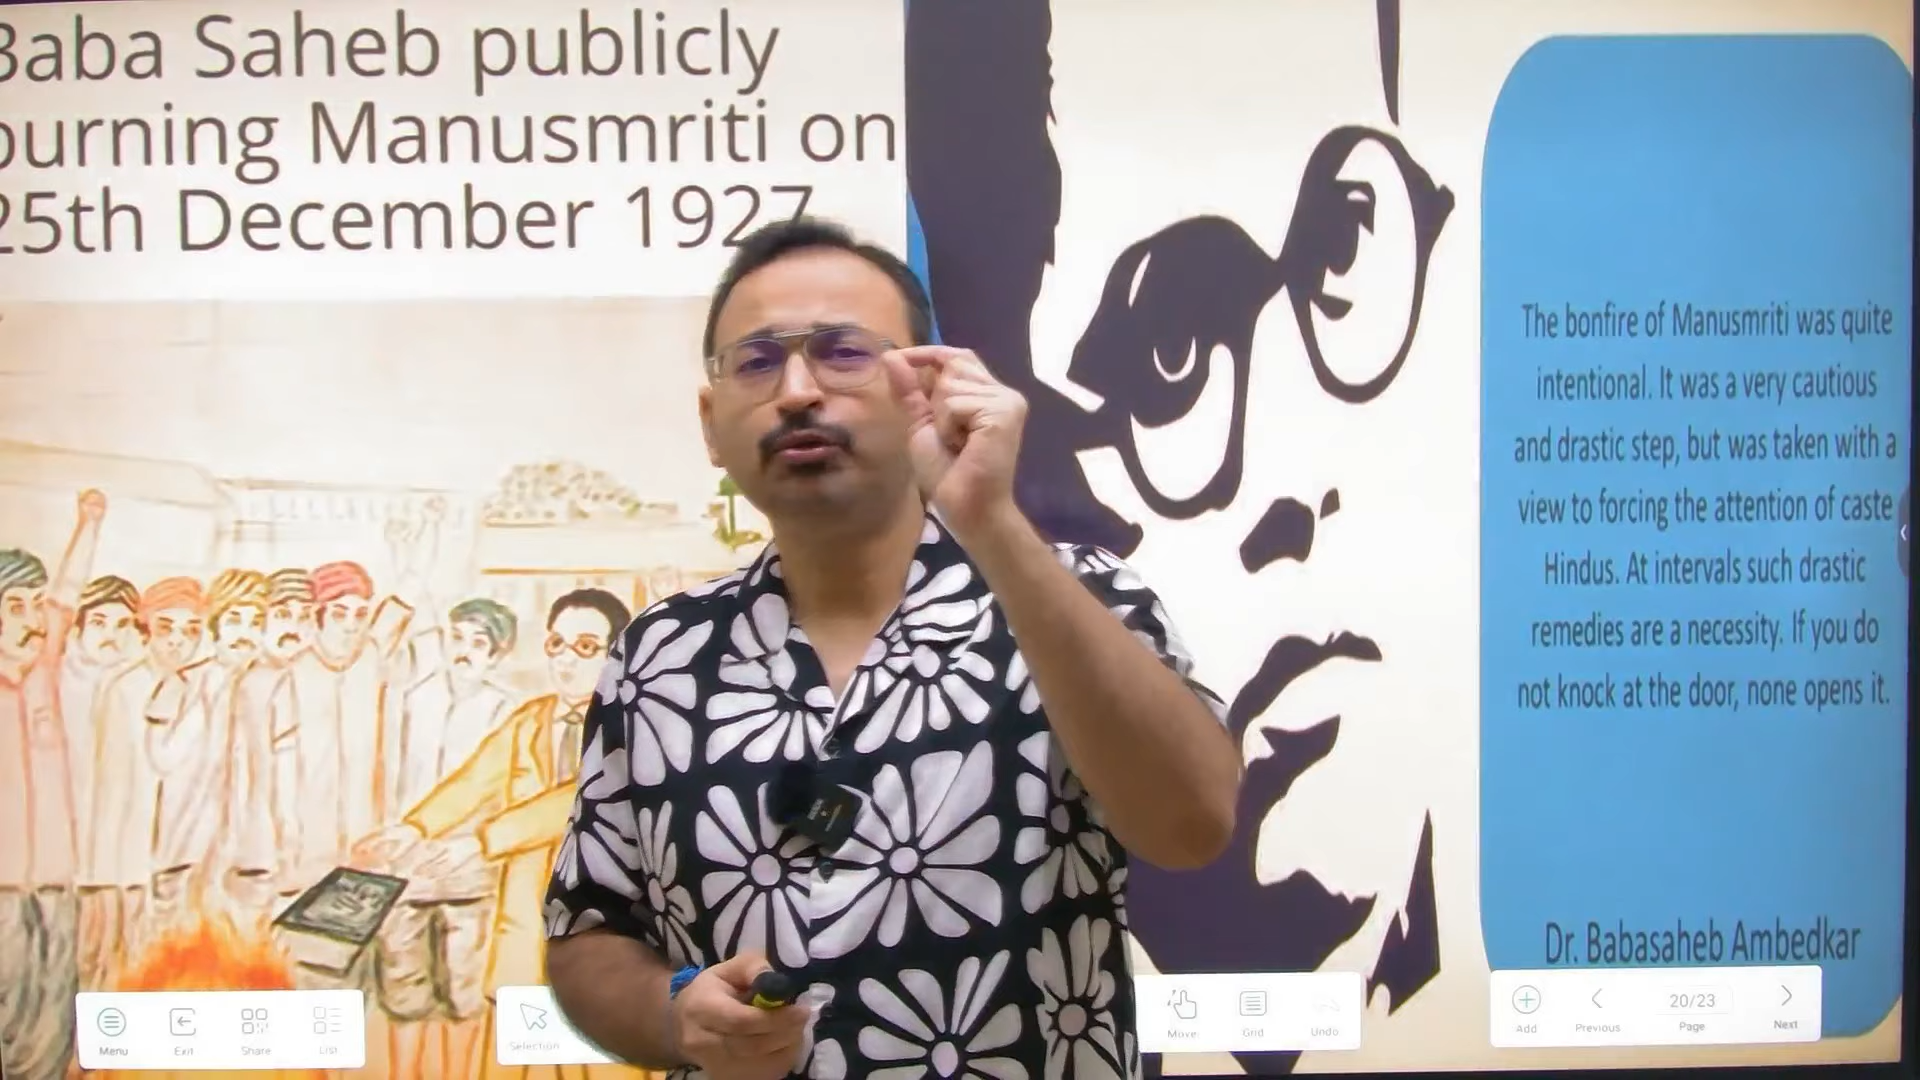 Baba Saheb publicly
burning Manusmriti on
25th December 1927
The bonfire of Manusmriti was quite
intentional. It was a very cautious
and drastic step, but was taken with a
view to forcing the attention of caste
Hindus. At intervals such drastic
remedies are a necessity. If you do
not knock at the door, none opens it.
Dr. Babasaheb Ambedkar
Menu
Exit
Share
List
Selection
Move
Grid
Undo
Add
Previous
20/23
Page
Next